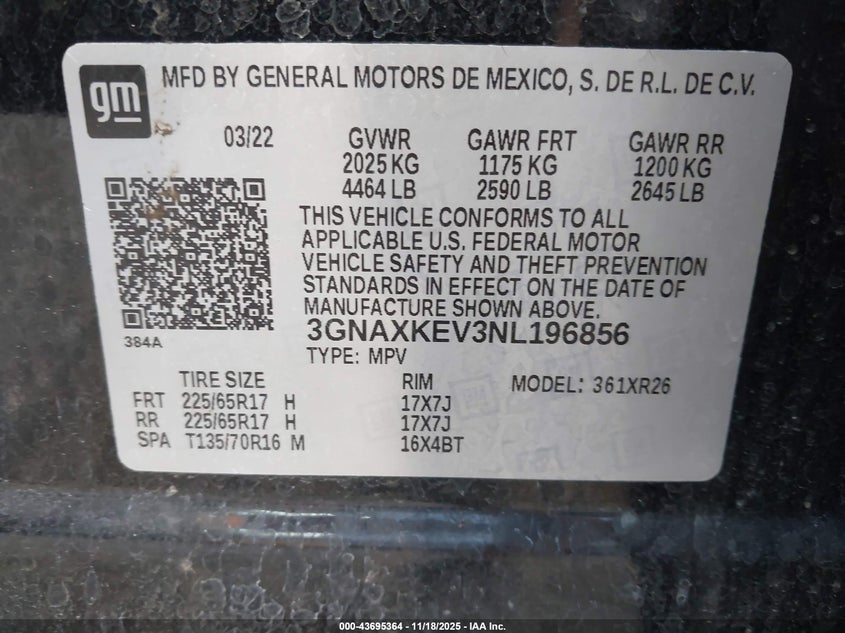 gm
MFD BY GENERAL MOTORS DE MEXICO, S. DE R.L. DE C.V.
03/22 GVWR GAWR FRT GAWR RR
2025 KG 1175 KG 1200 KG
4464 LB 2590 LB 2645 LB
THIS VEHICLE CONFORMS TO ALL
APPLICABLE U.S. FEDERAL MOTOR
VEHICLE SAFETY AND THEFT PREVENTION
STANDARDS IN EFFECT ON THE DATE OF
MANUFACTURE SHOWN ABOVE.
384A
3GNAXKEV3NL196856
TYPE: MPV
TIRE SIZE RIM MODEL: 361XR26
FRT 225/65R17 H 17X7J
RR 225/65R17 H 17X7J
SPA T135/70R16 M 16X4BT
000-43695364 - 11/18/2025 - IAA Inc.